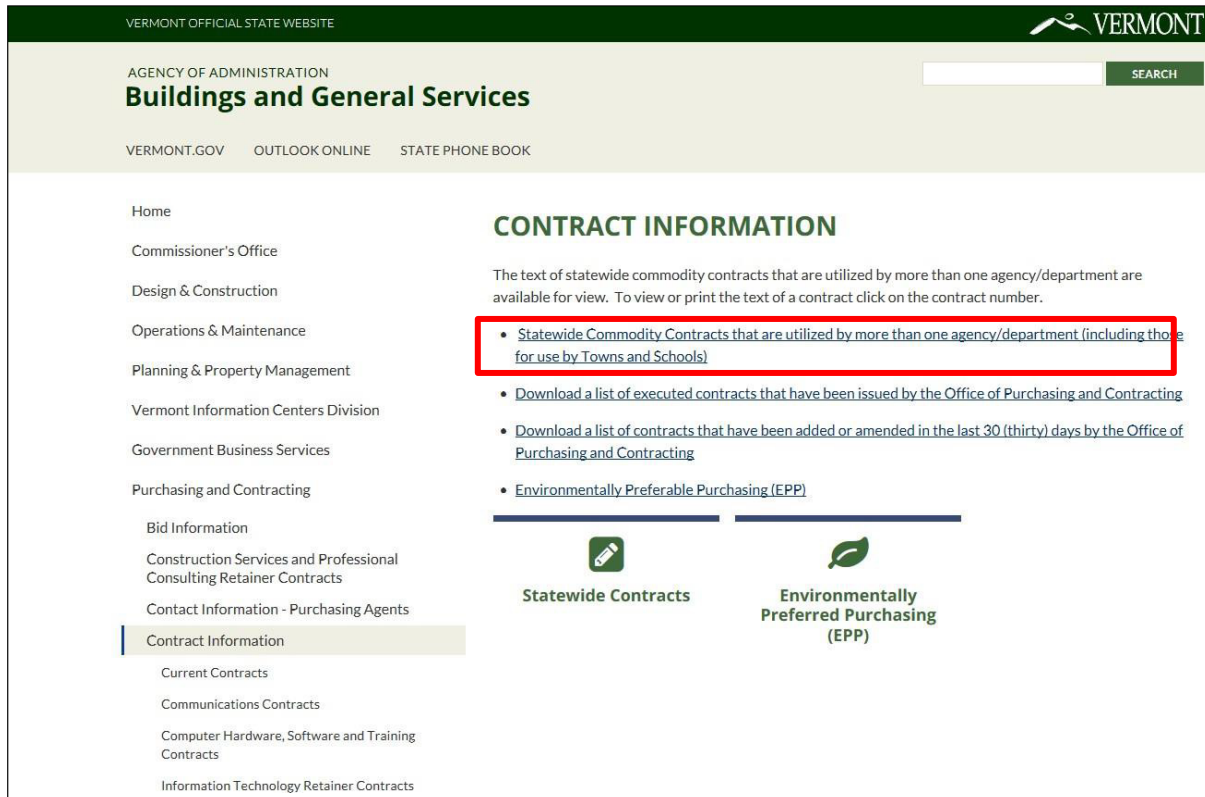 VERMONT OFFICIAL STATE WEBSITE
VERMONT
AGENCY OF ADMINISTRATION
Buildings and General Services
SEARCH
VERMONT.GOV OUTLOOK ONLINE STATE PHONE BOOK
Home
Commissioner's Office
Design & Construction
Operations & Maintenance
Planning & Property Management
Vermont Information Centers Division
Government Business Services
Purchasing and Contracting
Bid Information
Construction Services and Professional
Consulting Retainer Contracts
Contact Information - Purchasing Agents
Contract Information
Current Contracts
Communications Contracts
Computer Hardware, Software and Training
Contracts
Information Technology Retainer Contracts
CONTRACT INFORMATION
The text of statewide commodity contracts that are utilized by more than one agency/department are
available for view. To view or print the text of a contract click on the contract number.
• Statewide Commodity Contracts that are utilized by more than one agency/department (including those
for use by Towns and Schools)
• Download a list of executed contracts that have been issued by the Office of Purchasing and Contracting
• Download a list of contracts that have been added or amended in the last 30 (thirty) days by the Office of
Purchasing and Contracting
• Environmentally Preferable Purchasing (EPP)
Statewide Contracts
Environmentally
Preferred Purchasing
(EPP)